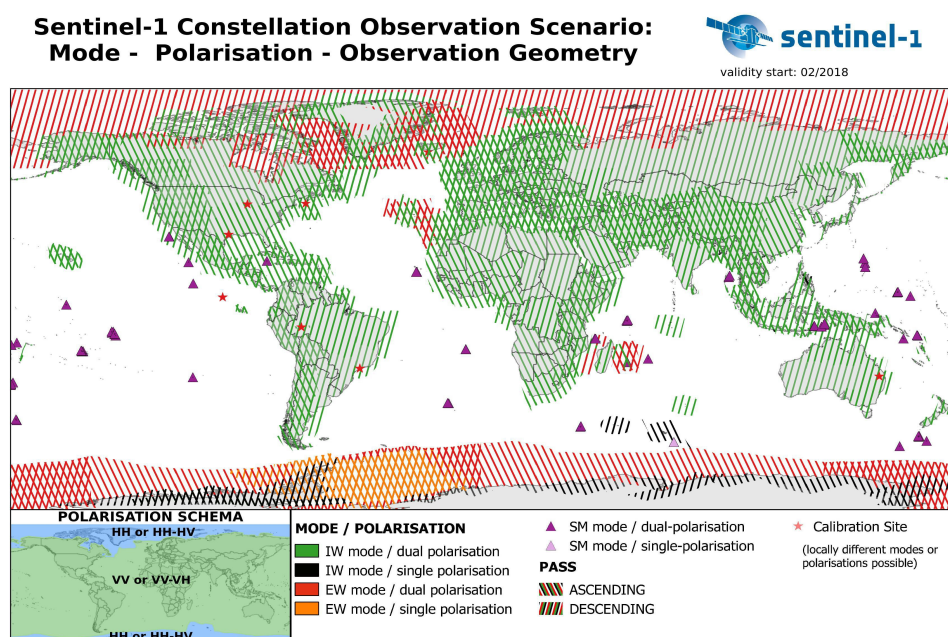 Sentinel-1 Constellation Observation Scenario:
Mode - Polarisation - Observation Geometry
sentinel-1
validity start: 02/2018
POLARISATION SCHEMA
HH or HH-HV
VV or VV-VH
HH or HH-HV
MODE / POLARISATION
IW mode / dual polarisation
IW mode / single polarisation
EW mode / dual polarisation
EW mode / single polarisation
SM mode / dual-polarisation
SM mode / single-polarisation
PASS
ASCENDING
DESCENDING
Calibration Site
(locally different modes or
polarisations possible)